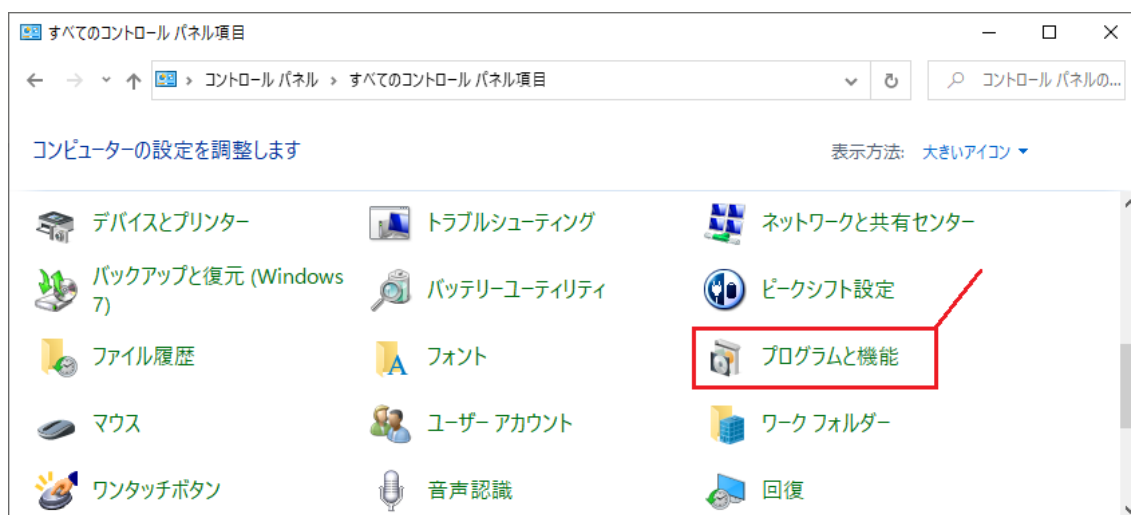 すべてのコントロール パネル項目
コントロール パネル › すべてのコントロール パネル項目
コントロール パネルの...
コンピューターの設定を調整します
表示方法: 大きいアイコン
デバイスとプリンター
トラブルシューティング
ネットワークと共有センター
バックアップと復元 (Windows
7)
バッテリーユーティリティ
ピークシフト設定
ファイル履歴
フォント
プログラムと機能
マウス
ユーザー アカウント
ワーク フォルダー
ワンタッチボタン
音声認識
回復